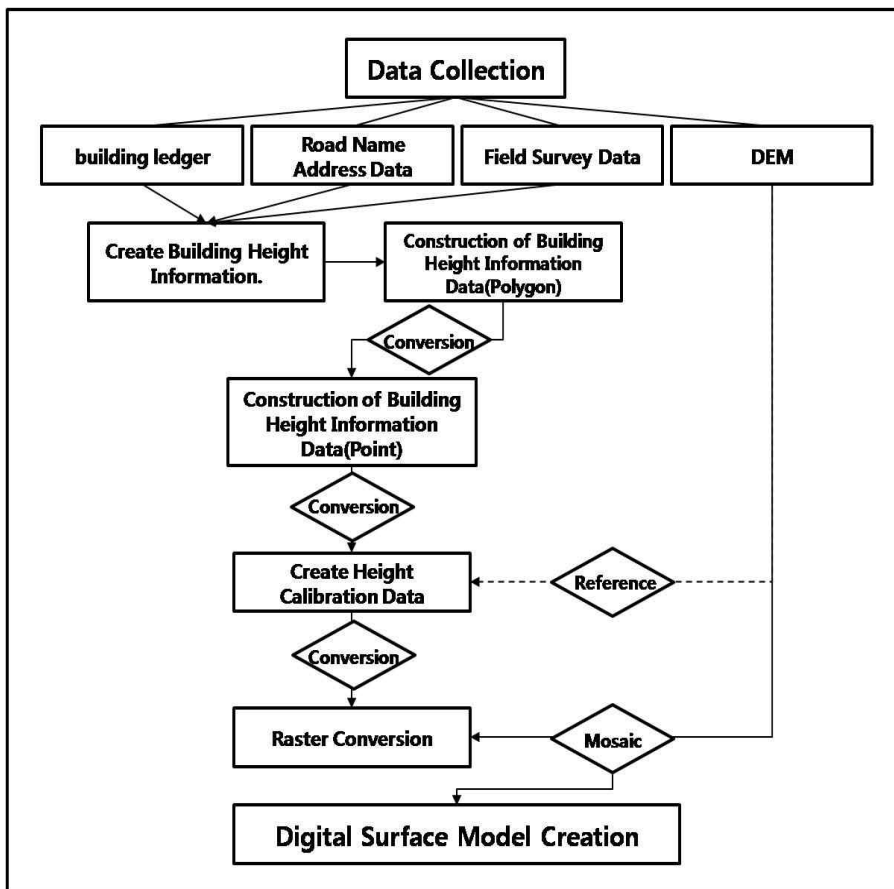 Data Collection
building ledger
Road Name
Address Data
Field Survey Data
DEM
Create Building Height
Information.
Construction of Building
Height Information
Data(Polygon)
Conversion
Construction of Building
Height Information
Data(Point)
Conversion
Create Height
Calibration Data
Reference
Conversion
Raster Conversion
Mosaic
Digital Surface Model Creation